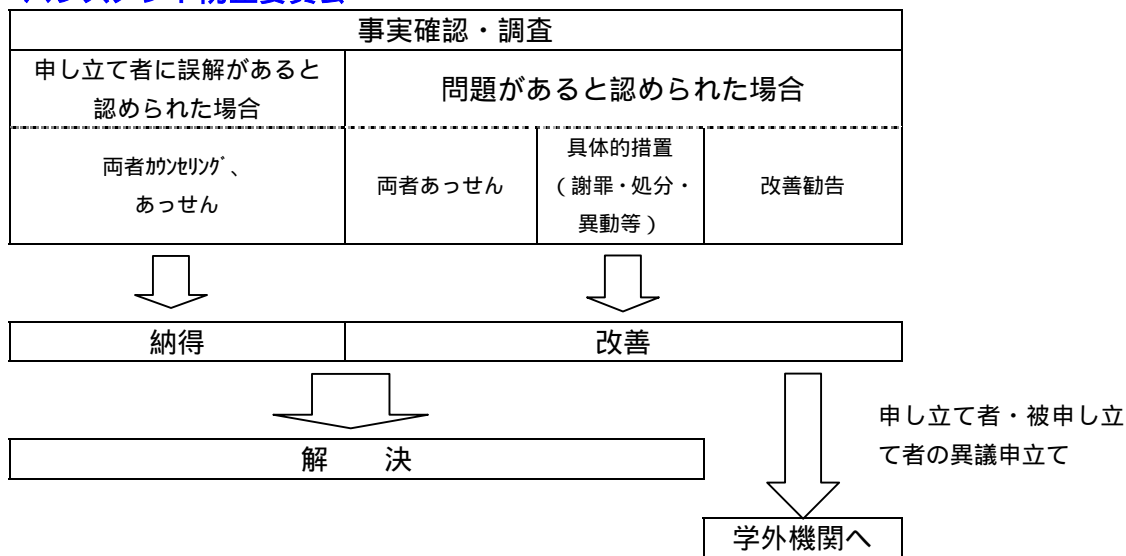 事実確認・調査
申し立て者に誤解があると
認められた場合
問題があると認められた場合
両者ｶｳﾝｾﾘﾝｸﾞ、
あっせん
両者あっせん
具体的措置
（謝罪・処分・
異動等）
改善勧告
納得
改善
申し立て者・被申し立
て者の異議申立て
解　　決
学外機関へ